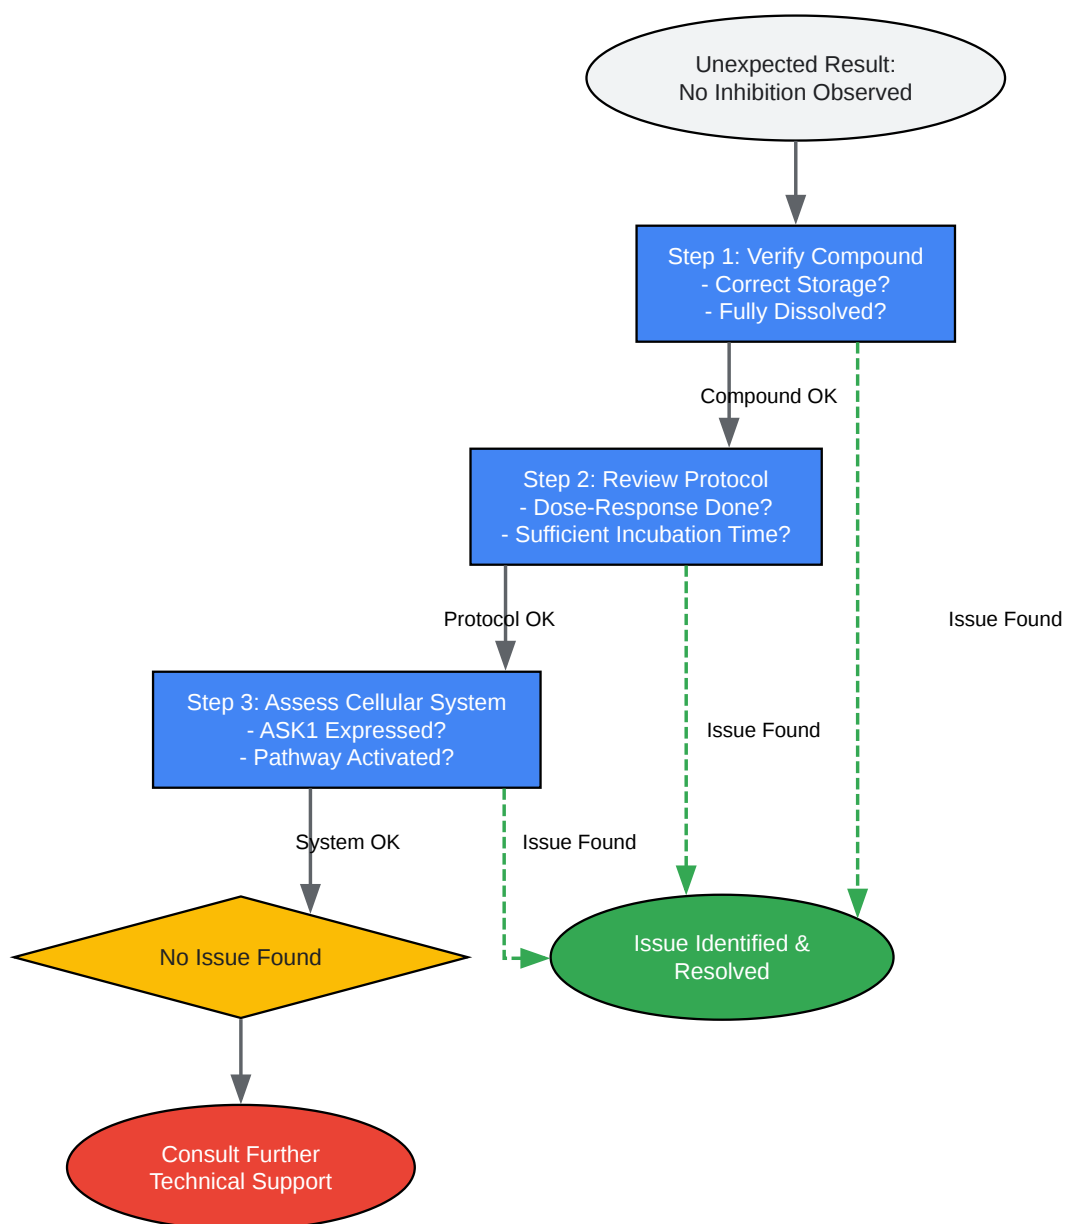 Unexpected Result:
No Inhibition Observed
Step 1: Verify Compound
- Correct Storage?
- Fully Dissolved?
Compound OK
Step 2: Review Protocol
- Dose-Response Done?
- Sufficient Incubation Time?
Protocol OK
Issue Found
Step 3: Assess Cellular System
- ASK1 Expressed?
- Pathway Activated?
Issue Found
System OK
Issue Found
No Issue Found
Issue Identified &
Resolved
Consult Further
Technical Support